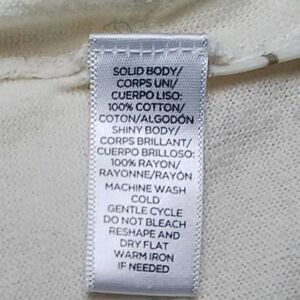 SOLID BODY/
CORPS UNI/
CUERPO LISO:
100% COTTON/
COTON/ALGODÓN
SHINY BODY/
CORPS BRILLANT/
CUERPO BRILLOSO:
100% RAYON/
RAYONNE/RAYÓN
MACHINE WASH
COLD
GENTLE CYCLE
DO NOT BLEACH
RESHAPE AND
DRY FLAT
WARM IRON
IF NEEDED